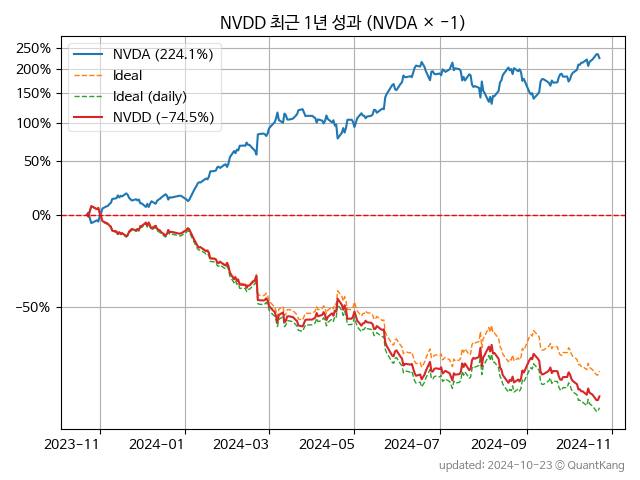 NVDD 최근 1년 성과 (NVDA × −1)
250%
200%
150%
100%
50%
0%
−50%
NVDA (224.1%)
Ideal
Ideal (daily)
NVDD (−74.5%)
2023−11
2024−01
2024−03
2024−05
2024−07
2024−09
2024−11
updated: 2024-10-23 © QuantKang